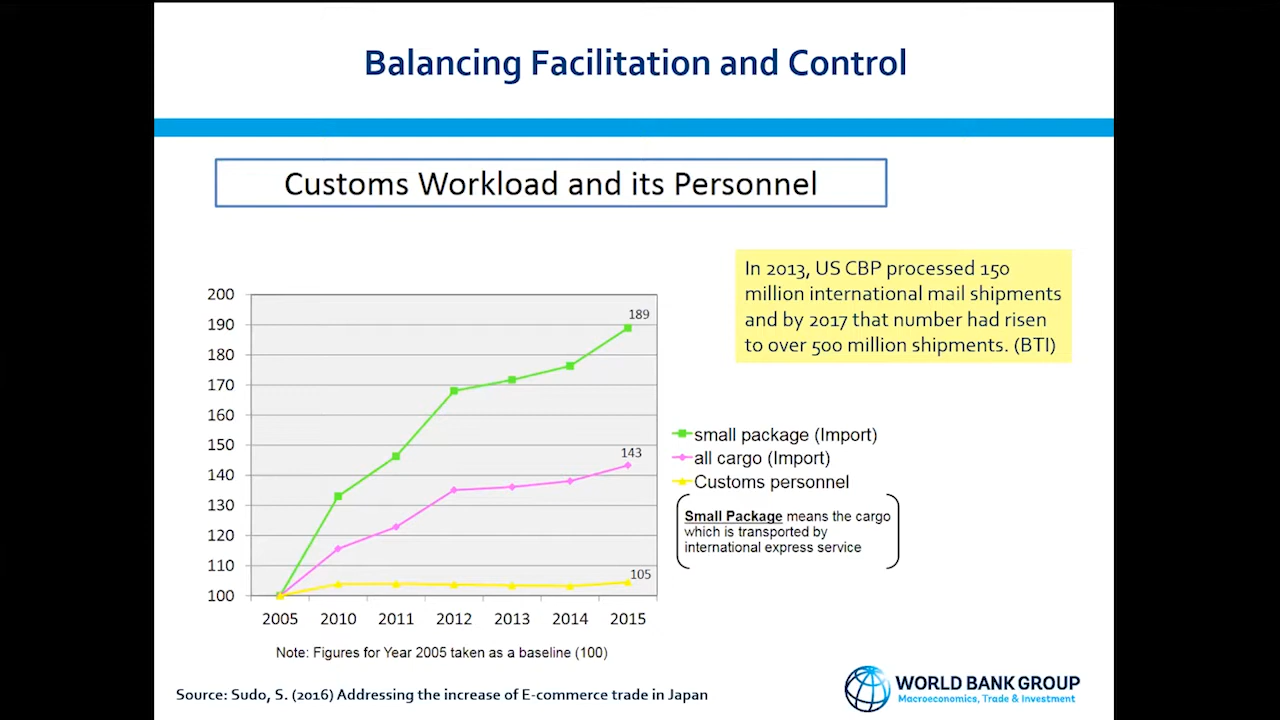 Balancing Facilitation and Control
Customs Workload and its Personnel
In 2013, US CBP processed 150
million international mail shipments
and by 2017 that number had risen
to over 500 million shipments. (BTI)
200
190
180
170
160
150
140
130
120
110
100
189
143
105
2005 2010 2011 2012 2013 2014 2015
small package (Import)
all cargo (Import)
Customs personnel
Small Package means the cargo
which is transported by
international express service
Note: Figures for Year 2005 taken as a baseline (100)
Source: Sudo, S. (2016) Addressing the increase of E-commerce trade in Japan
WORLD BANK GROUP
Macroeconomics, Trade & Investment